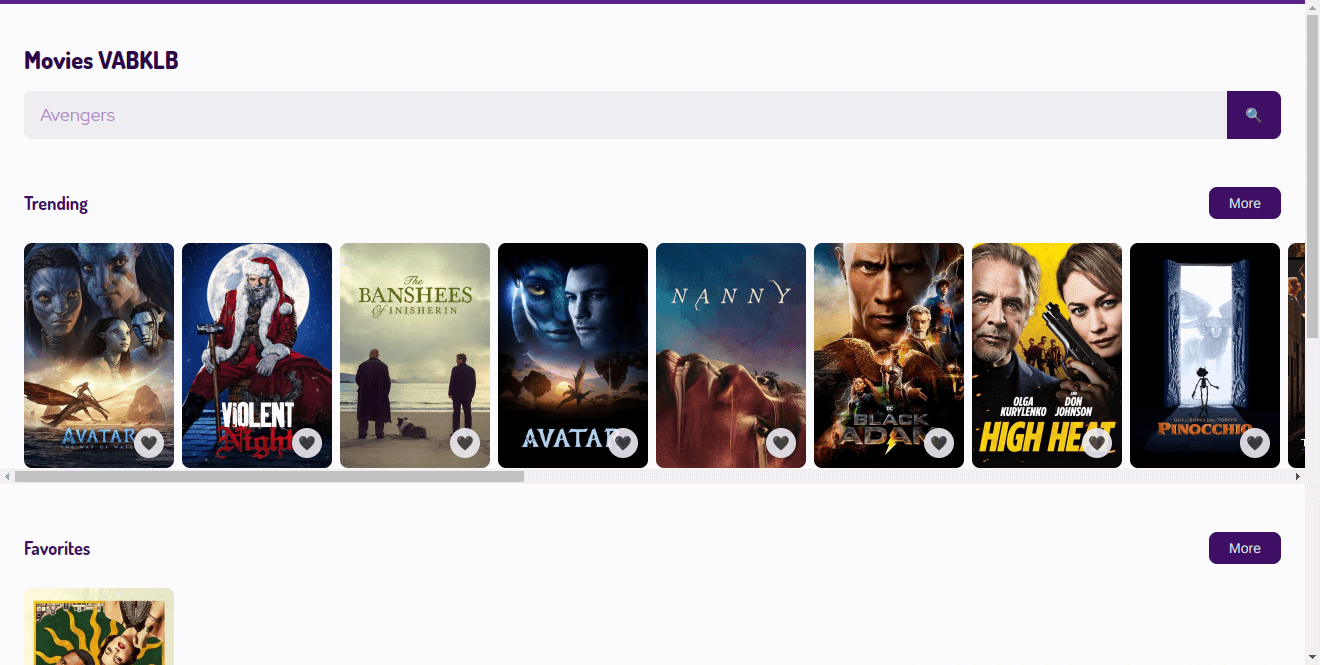 Movies VABKLB
Avengers
Trending
More
AVATAR
THE WAY OF WATER
VIOLENT
Night
The
BANSHEES
Of INISHERIN
AVATAR
NANNY
BLACK
ADAM
OLGA
KURYLENKO
AND
DON
JOHNSON
HIGH HEAT
GUILLERMO DEL TORO'S
PINOCCHIO
Favorites
More